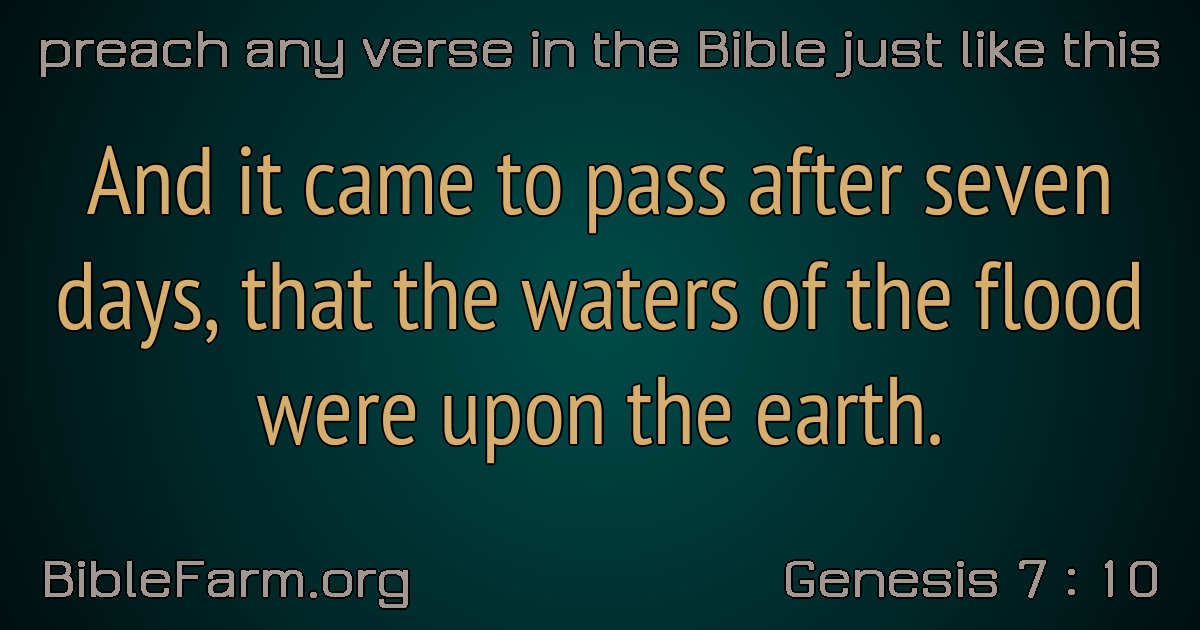 preach any verse in the Bible just like this
And it came to pass after seven
days, that the waters of the flood
were upon the earth.
BibleFarm.org
Genesis 7 : 10